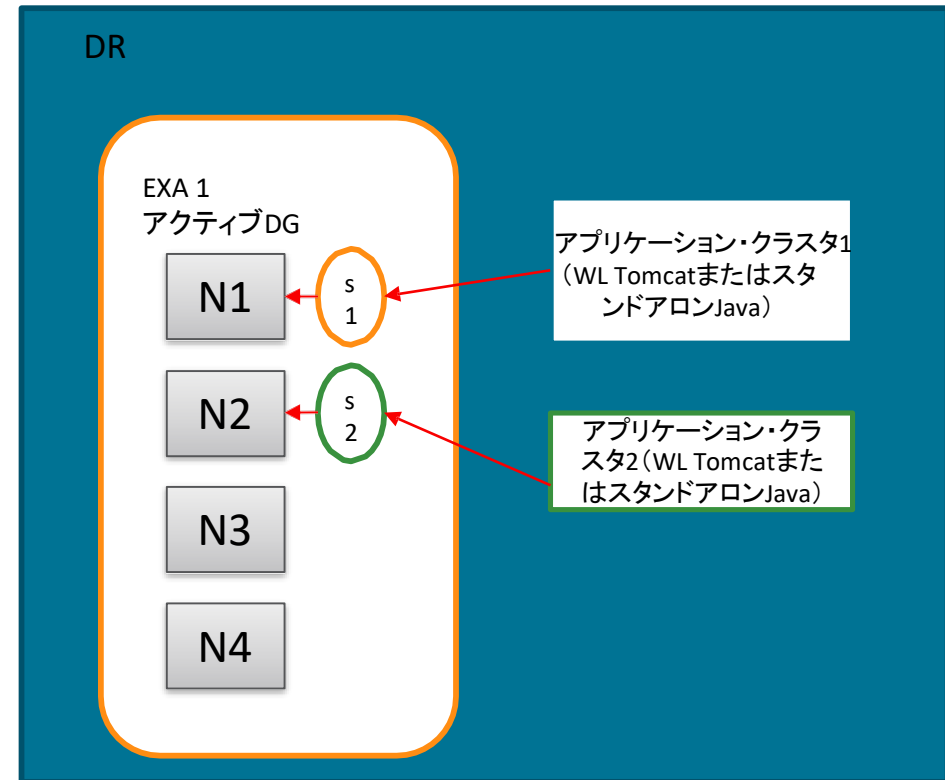 DR
EXA 1
アクティブDG
N1
s
1
アプリケーション・クラスタ1
（WL Tomcatまたはスタ
ンドアロンJava）
N2
s
2
アプリケーション・クラ
スタ2（WL Tomcatまた
はスタンドアロンJava）
N3
N4